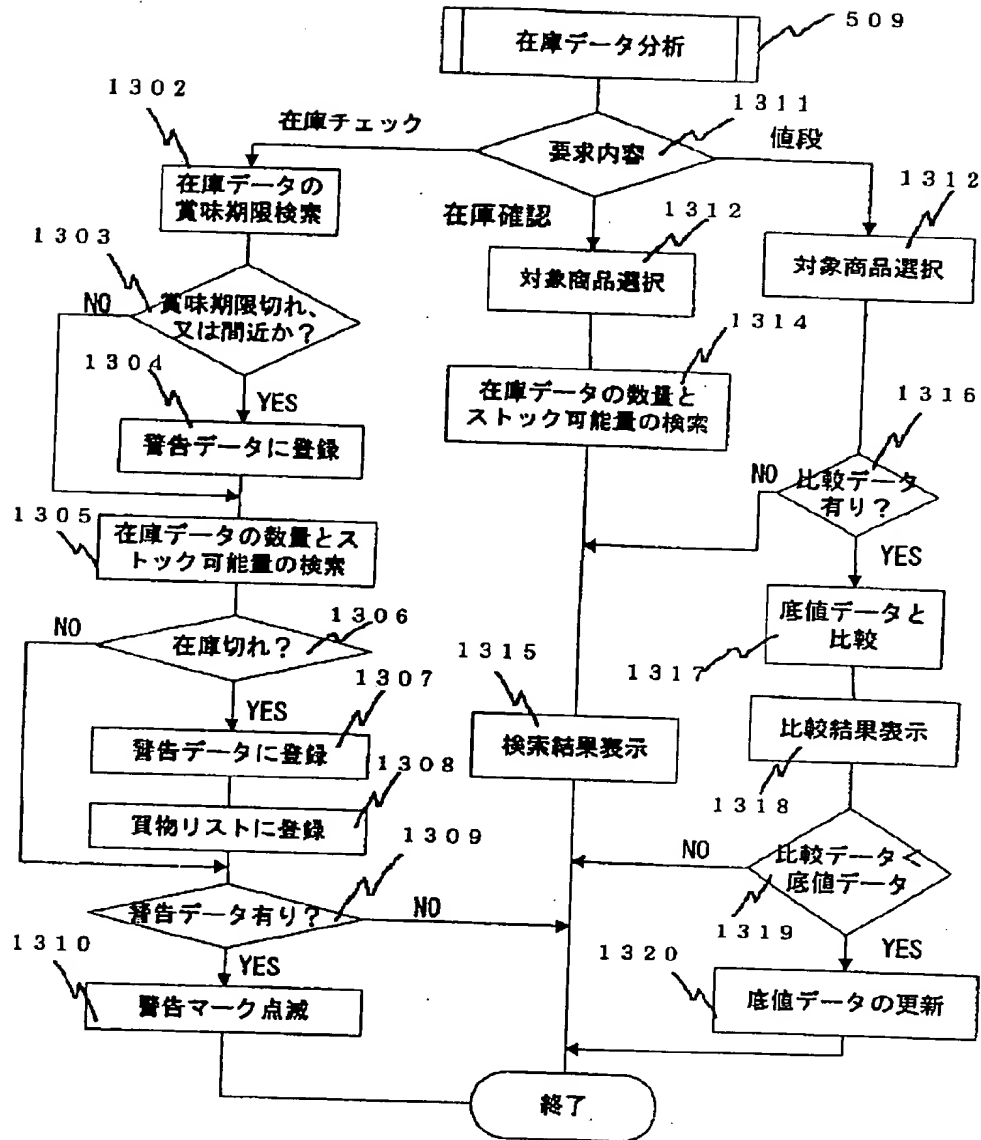 在庫データ分析
５０９
１３１１
要求内容
在庫チェック
値段
在庫確認
１３０２
在庫データの
賞味期限検索
１３０３
賞味期限切れ、
又は間近か？
NO
YES
１３０４
警告データに登録
１３０５
在庫データの数量とス
トック可能量の検索
１３０６
在庫切れ？
NO
YES
１３０７
警告データに登録
１３０８
買物リストに登録
１３０９
警告データ有り？
NO
YES
１３１０
警告マーク点滅
１３１２
対象商品選択
１３１４
在庫データの数量と
ストック可能量の検索
１３１５
検索結果表示
１３１２
対象商品選択
１３１６
比較データ
有り？
NO
YES
底値データと
比較
１３１７
比較結果表示
１３１８
比較データ＜
底値データ
NO
１３１９
YES
１３２０
底値データの更新
終了